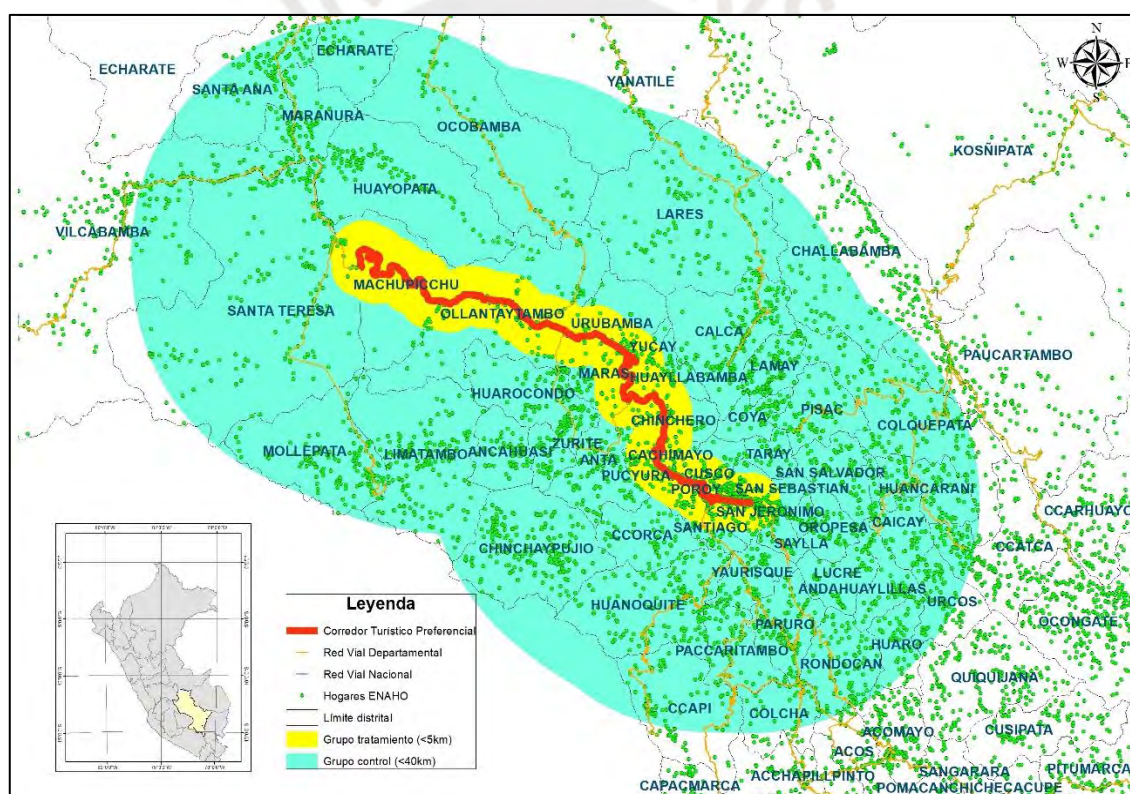 ECHARATE
ECHARATE
SANTA ANA
YANATILE
MARANURA
OCOBAMBA
KOSÑIPATA
HUAYOPATA
LARES
VILCABAMBA
CHALLABAMBA
MACHUPICCHU
SANTA TERESA
OLLANTAYTAMBO
URUBAMBA
CALCA
YUCAY
PAUCARTAMBO
LAMAY
MARAS
HUAYLLABAMBA
HUAROCONDO
PISAC
COYA
CHINCHERO
COLQUEPATA
ZURITE
MOLLEPATA
LIMATAMBO
ANCAHUASI
ANTA
CACHIMAYO
TARAY
PUCYURA
CUSCO
SAN SALVADOR
POROY
SAN SEBASTIAN
HUANCARANI
SAN JERONIMO
CCARHUAYO
SANTIAGO
OROPESA
CAICAY
CCORCA
SAYLLA
CCATCA
CHINCHAYPUJIO
YAURISQUE
LUCRE
ANDAHUAYLILLAS
URCOS
HUANOQUITE
OCONGATE
PARURO
HUARO
PACCARITAMBO
RONDOCAN
QUIQUIJANA
CCAPI
COLCHA
ACOMAYO
CUSIPATA
ACOS
SANGARARA
PITUMARCA
CAPACMARCA
ACCHA
PILLPINTO
POMACANCHI
CHECACUPE
N
W
E
S
Leyenda
Corredor Turístico Preferencial
Red Vial Departamental
Red Vial Nacional
Hogares ENAHO
Límite distrital
Grupo tratamiento (<5km)
Grupo control (<40km)